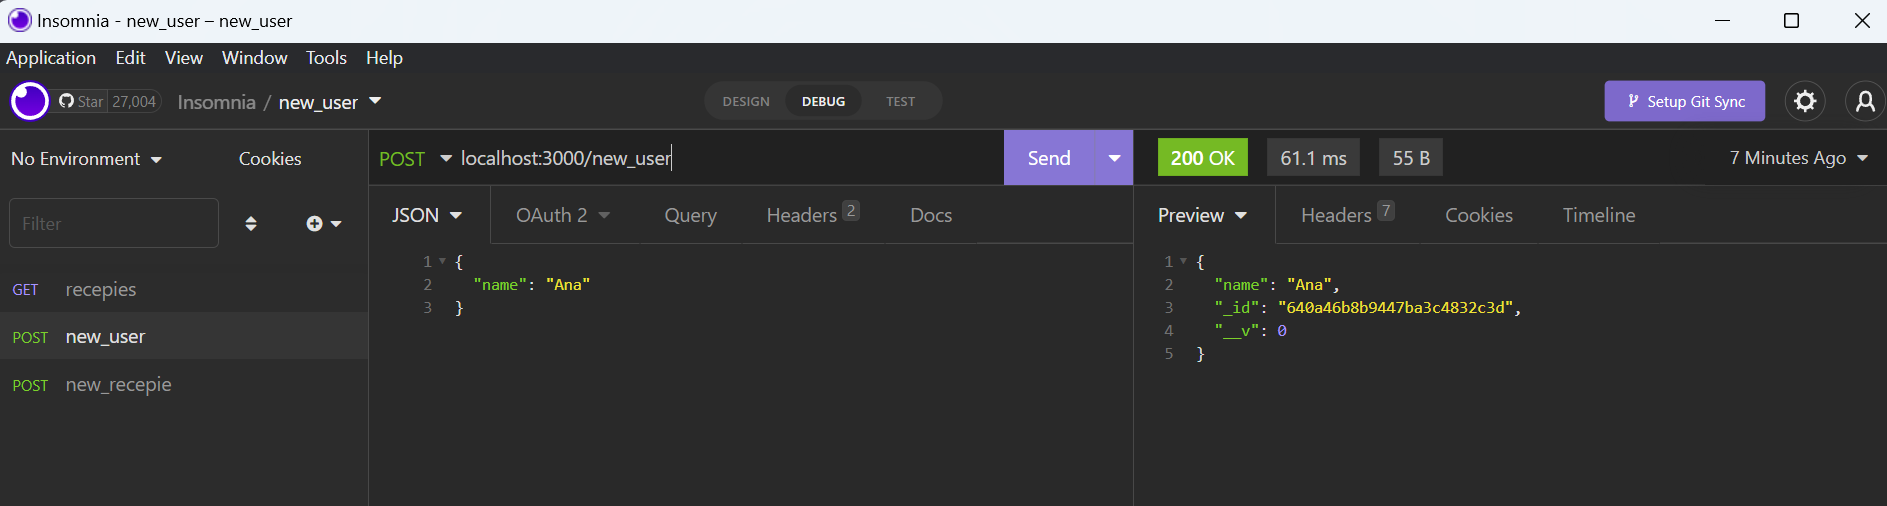 Insomnia - new_user – new_user
Application Edit View Window Tools Help
Star 27,004 Insomnia / new_user DESIGN DEBUG TEST Setup Git Sync
No Environment Cookies
Filter
GET recepies
POST new_user
POST new_recepie
POST localhost:3000/new_user Send
JSON OAuth 2 Query Headers 2 Docs
1 {
2 "name": "Ana"
3 }
200 OK 61.1 ms 55 B 7 Minutes Ago
Preview Headers 7 Cookies Timeline
1 {
2 "name": "Ana",
3 "_id": "640a46b8b9447ba3c4832c3d",
4 "__v": 0
5 }